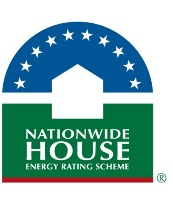 NATIONWIDE
HOUSE
ENERGY RATING SCHEME
®